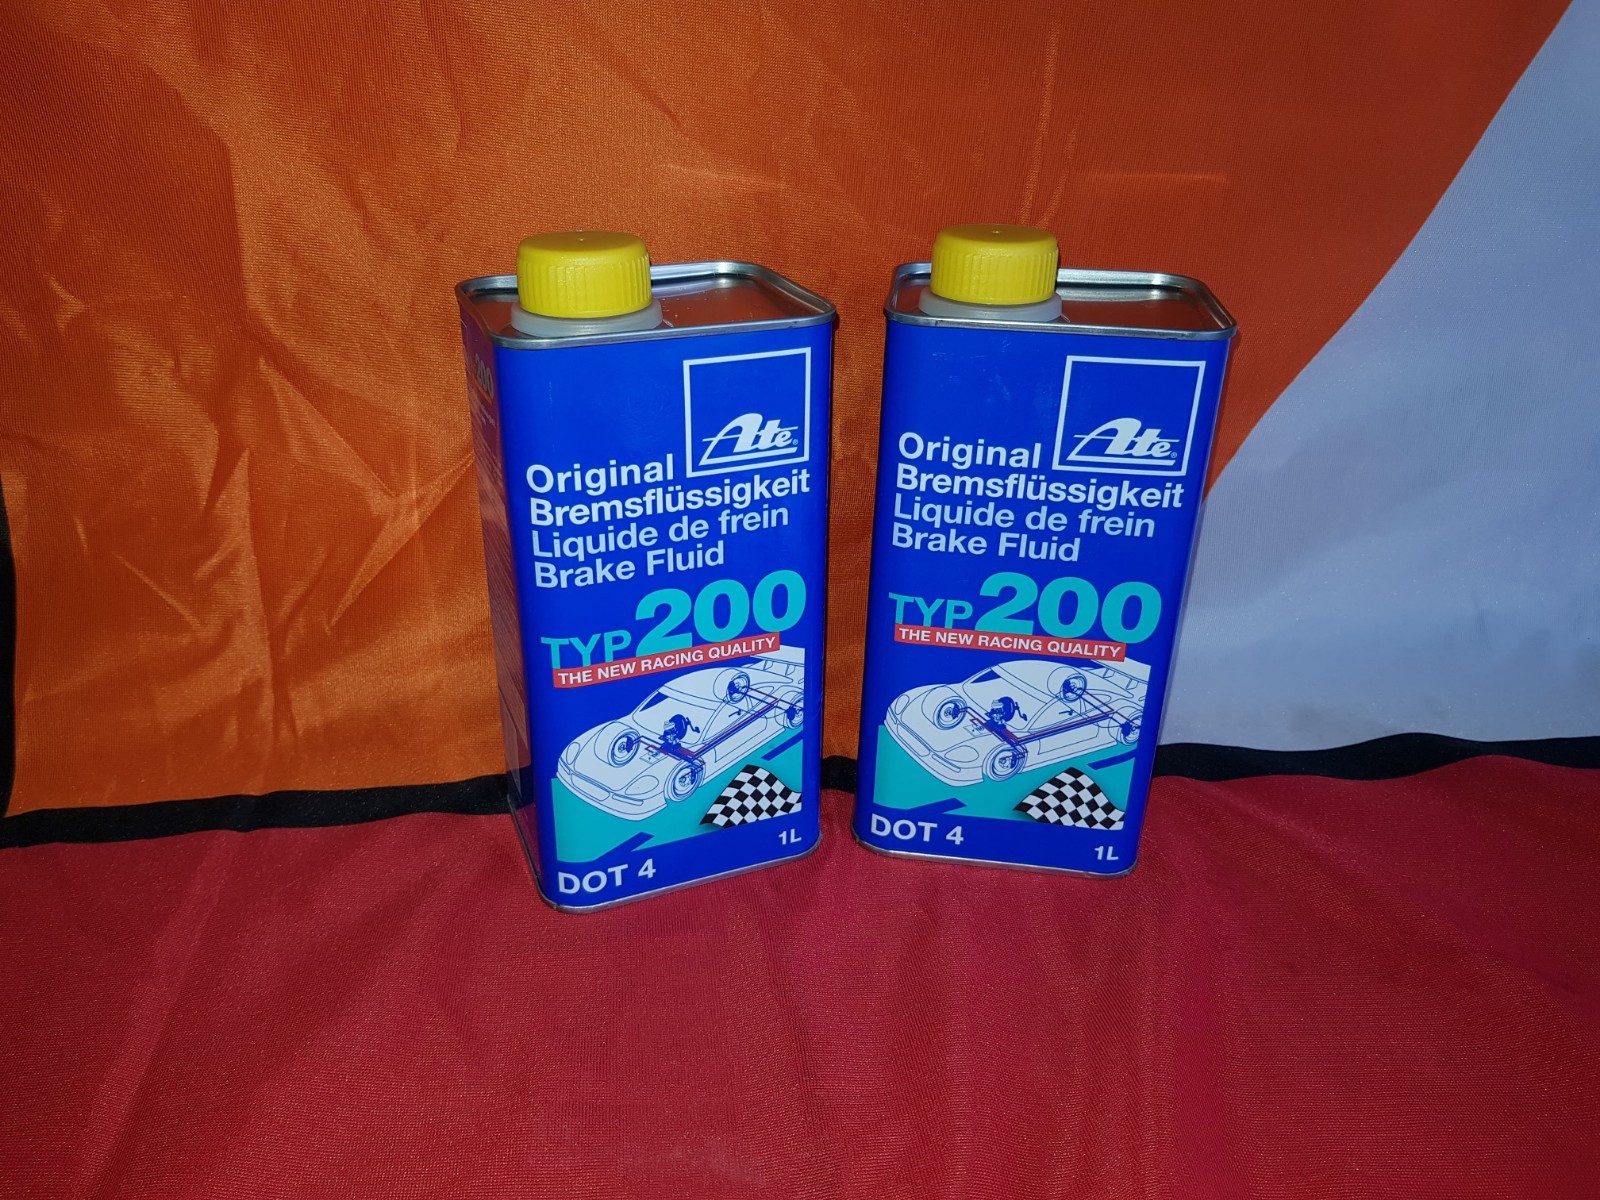 Ate®
Original
Bremsflüssigkeit
Liquide de frein
Brake Fluid
TYP 200
THE NEW RACING QUALITY
DOT 4
1L
200
Ate®
Original
Bremsflüssigkeit
Liquide de frein
Brake Fluid
TYP 200
THE NEW RACING QUALITY
DOT 4
1L